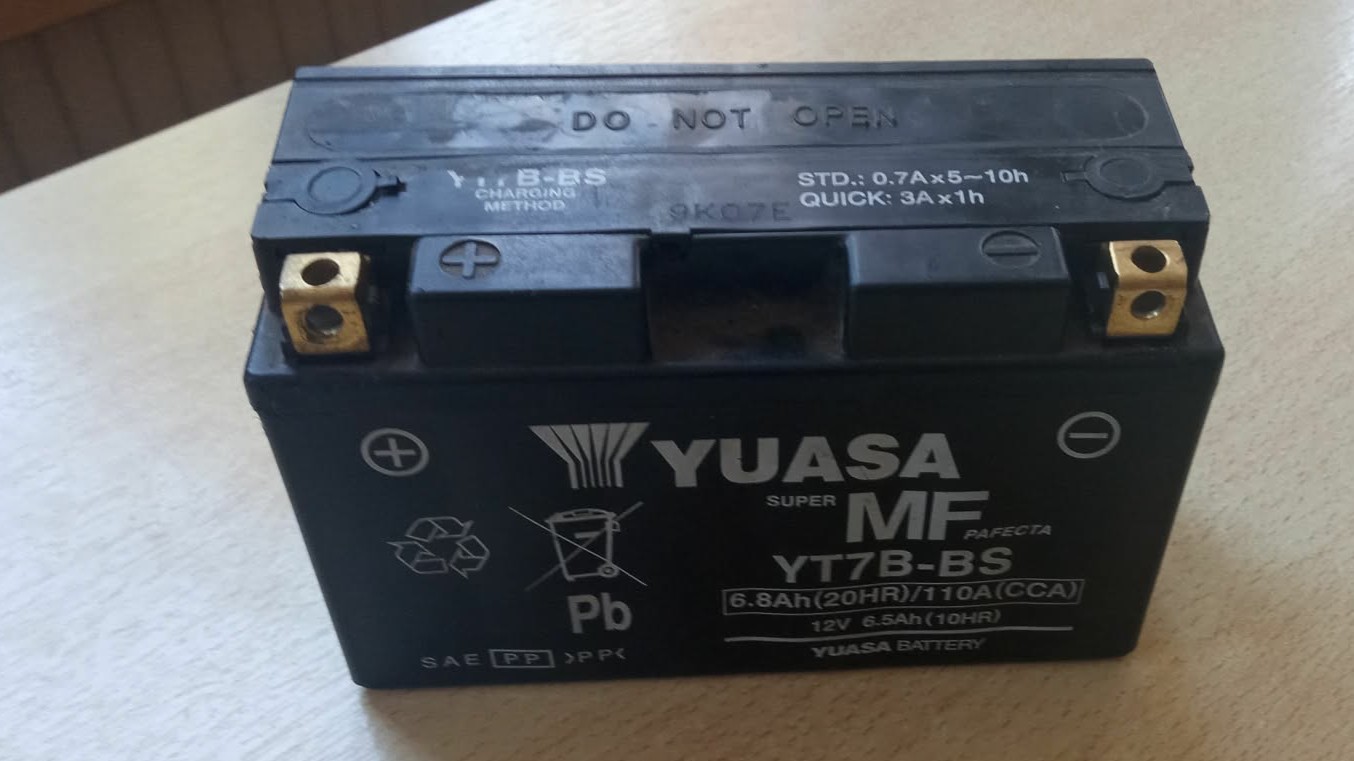 DO NOT OPEN
YT7B-BS
CHARGING
METHOD
STD.: 0.7A×5~10h
QUICK: 3A×1h
9K07E
+ −
+ −
YUASA
SUPER MF PAFECTA
YT7B-BS
6.8Ah(20HR)/110A(CCA)
12V 6.5Ah(10HR)
YUASA BATTERY
Pb
SAE PP >PP<